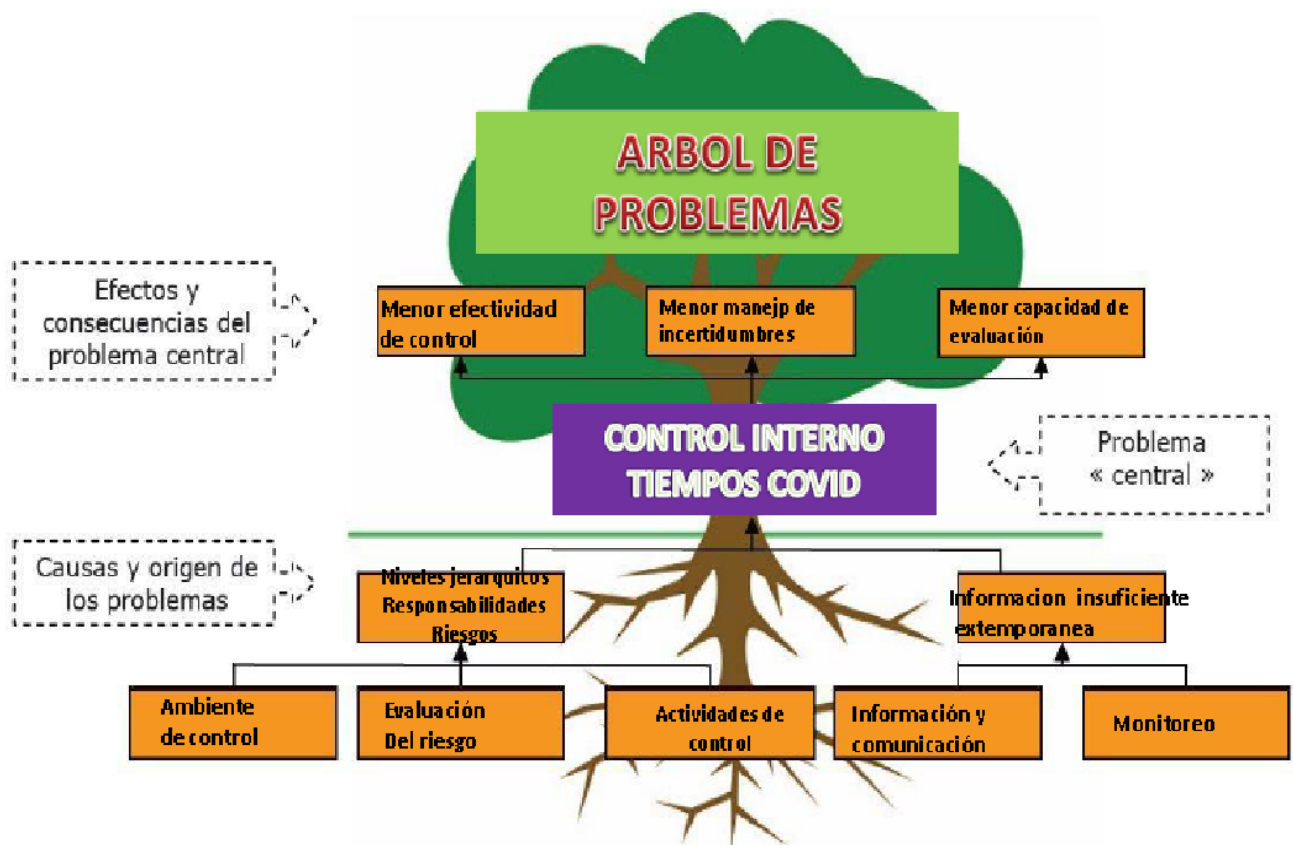 ARBOL DE
PROBLEMAS
Efectos y
consecuencias del
problema central
Menor efectividad
de control
Menor manejp de
incertidumbres
Menor capacidad de
evaluación
CONTROL INTERNO
TIEMPOS COVID
Problema
« central »
Causas y origen de
los problemas
Niveles jerarquicos
Responsabilidades
Riesgos
Informacion insuficiente
extemporanea
Ambiente
de control
Evaluación
Del riesgo
Actividades de
control
Información y
comunicación
Monitoreo